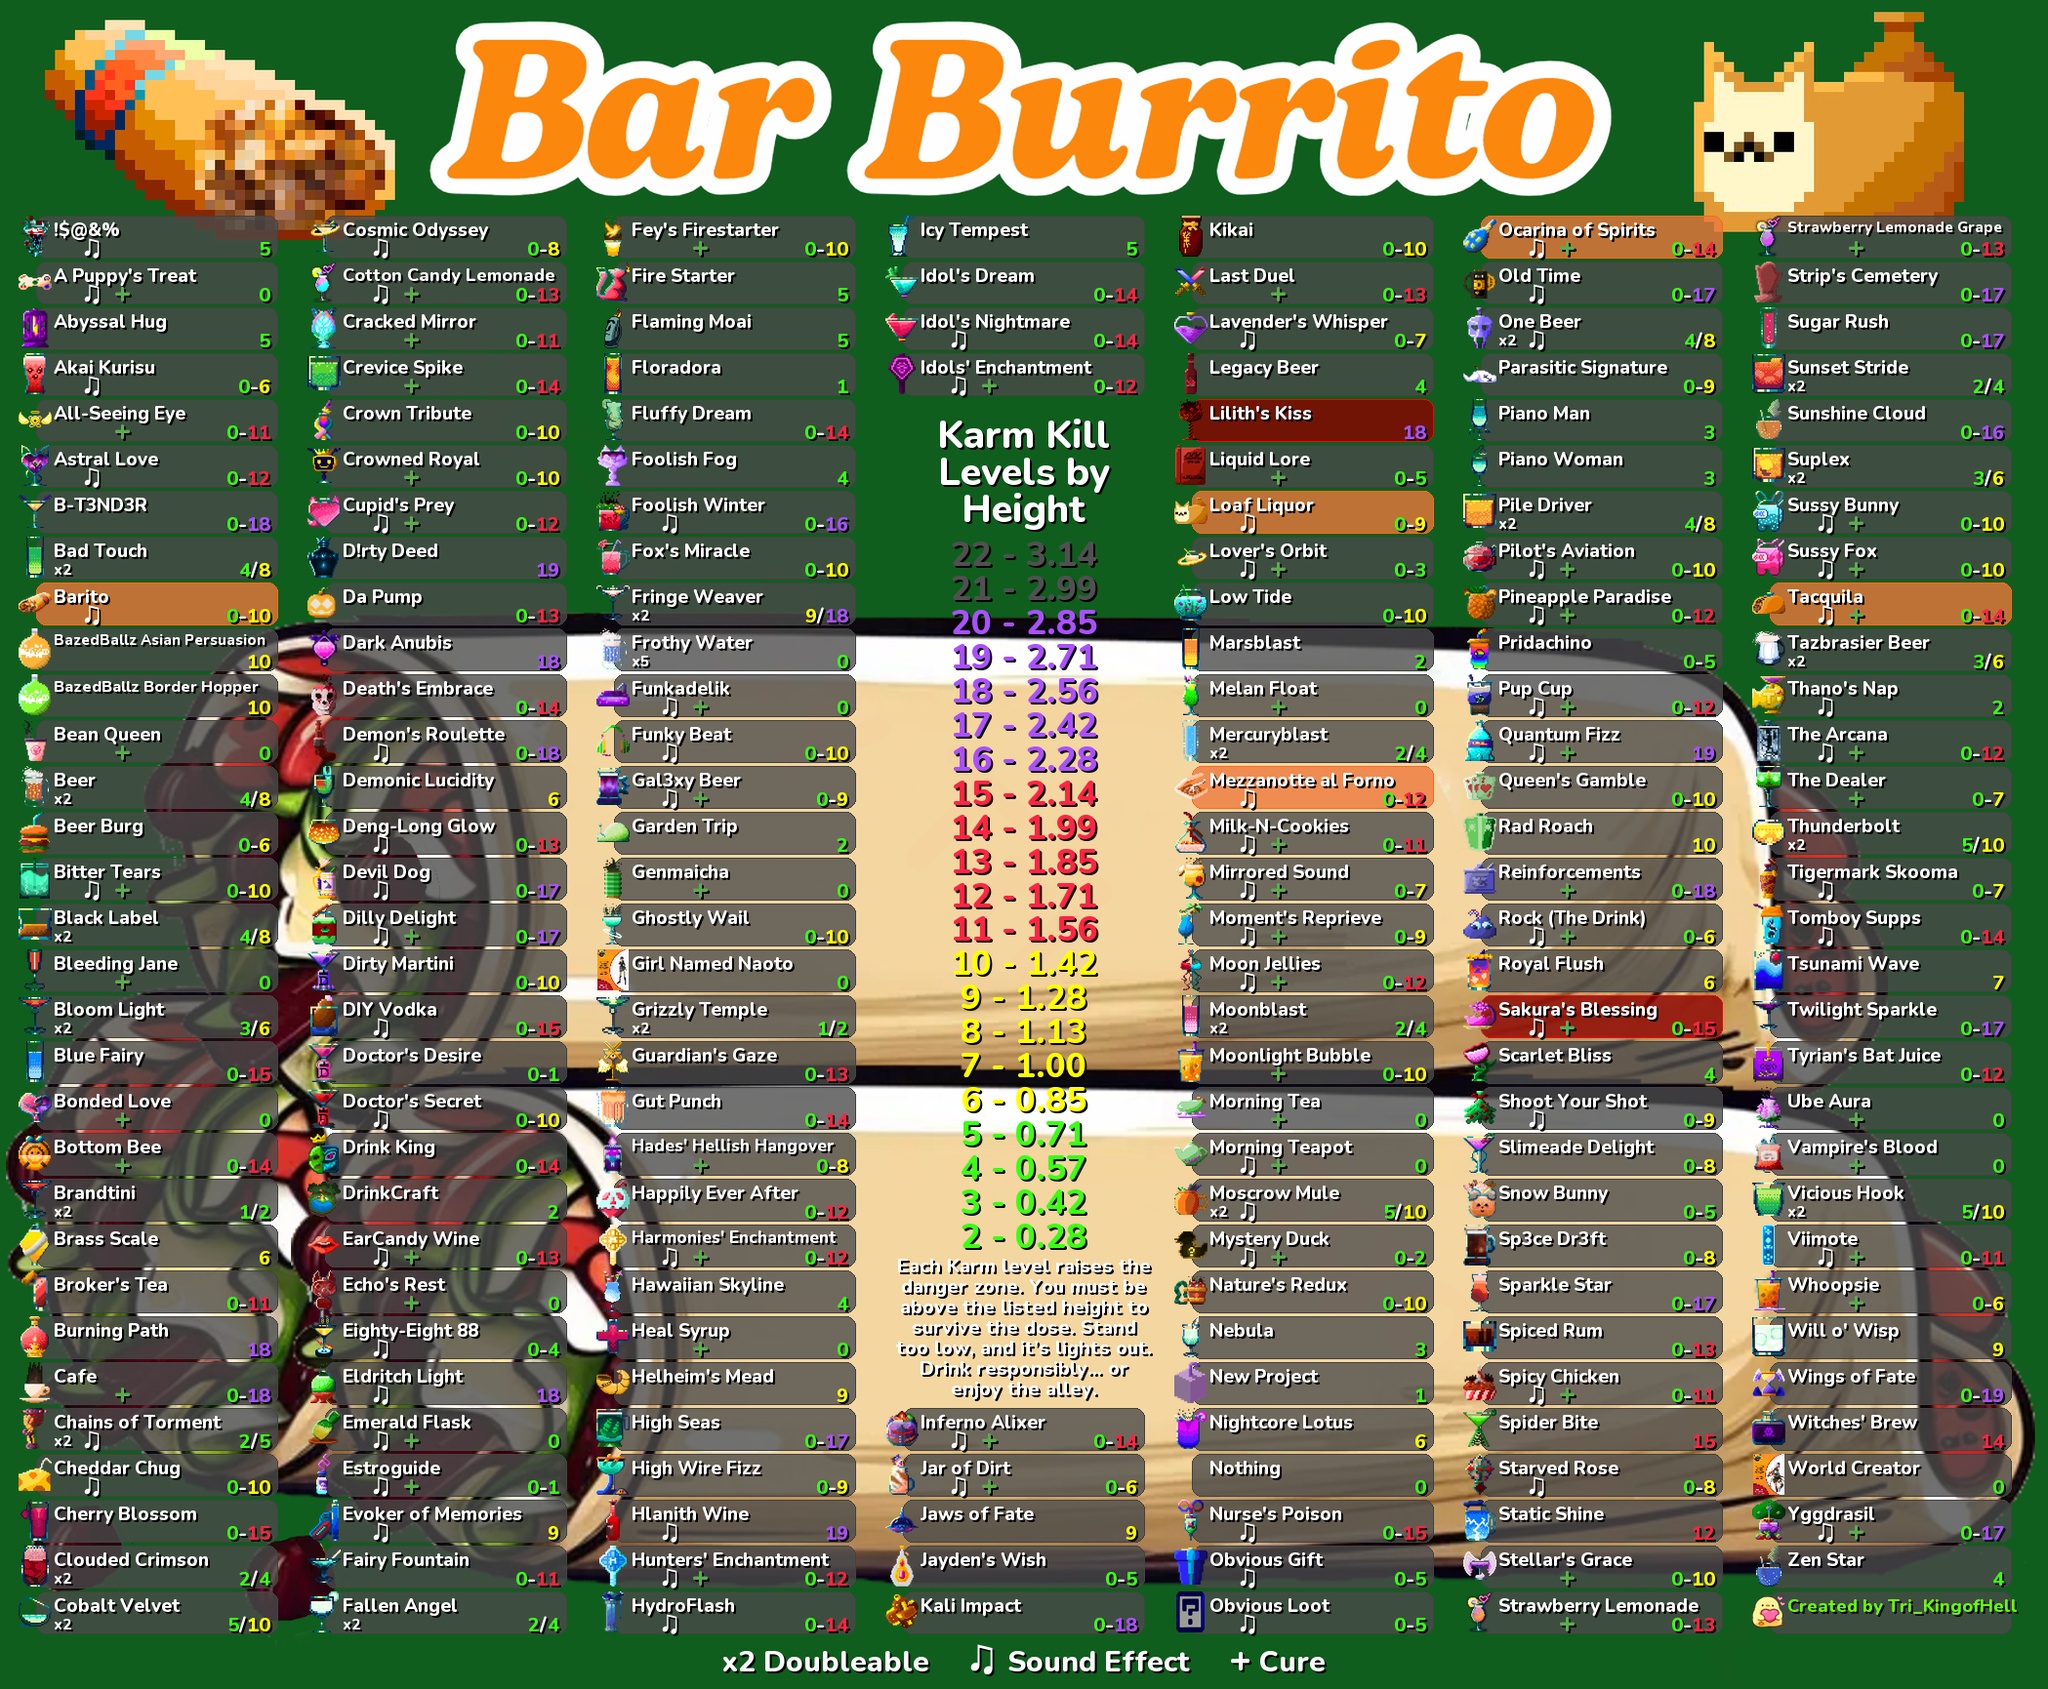 Bar Burrito
!$@&%
♫ 5
A Puppy's Treat
♫ + 0
Abyssal Hug
5
Akai Kurisu
♫ 0-6
All-Seeing Eye
+ 0-11
Astral Love
♫ 0-12
B-T3ND3R
0-18
Bad Touch
x2 4/8
Barito
♫ 0-10
BazedBallz Asian Persuasion
10
BazedBallz Border Hopper
10
Bean Queen
+ 0
Beer
x2 4/8
Beer Burg
0-6
Bitter Tears
♫ + 0-10
Black Label
x2 4/8
Bleeding Jane
+ 0
Bloom Light
x2 3/6
Blue Fairy
0-15
Bonded Love
+ 0
Bottom Bee
+ 0-14
Brandtini
x2 1/2
Brass Scale
6
Broker's Tea
0-11
Burning Path
18
Cafe
+ 0-18
Chains of Torment
x2 ♫ 2/5
Cheddar Chug
0-10
Cherry Blossom
0-15
Clouded Crimson
x2 2/4
Cobalt Velvet
x2 5/10
Cosmic Odyssey
♫ 0-8
Cotton Candy Lemonade
♫ + 0-13
Cracked Mirror
+ 0-11
Crevice Spike
+ 0-14
Crown Tribute
0-10
Crowned Royal
+ 0-10
Cupid's Prey
♫ + 0-12
D!rty Deed
19
Da Pump
0-13
Dark Anubis
18
Death's Embrace
0-14
Demon's Roulette
♫ 0-18
Demonic Lucidity
6
Deng-Long Glow
♫ 0-13
Devil Dog
♫ 0-17
Dilly Delight
♫ + 0-17
Dirty Martini
0-10
DIY Vodka
♫ 0-15
Doctor's Desire
0-1
Doctor's Secret
♫ 0-10
Drink King
0-14
DrinkCraft
2
EarCandy Wine
♫ + 0-13
Echo's Rest
+ 0
Eighty-Eight 88
♫ 0-4
Eldritch Light
♫ 18
Emerald Flask
♫ + 0
Estroguide
♫ + 0-1
Evoker of Memories
♫ 9
Fairy Fountain
0-11
Fallen Angel
x2 2/4
Fey's Firestarter
+ 0-10
Fire Starter
5
Flaming Moai
5
Floradora
1
Fluffy Dream
0-14
Foolish Fog
4
Foolish Winter
♫ 0-16
Fox's Miracle
0-10
Fringe Weaver
x2 9/18
Frothy Water
x5 0
Funkadelik
♫ + 0
Funky Beat
♫ 0-10
Gal3xy Beer
♫ + 0-9
Garden Trip
2
Genmaicha
+ 0
Ghostly Wail
0-10
Girl Named Naoto
0
Grizzly Temple
x2 1/2
Guardian's Gaze
0-13
Gut Punch
0-14
Hades' Hellish Hangover
+ 0-8
Happily Ever After
0-12
Harmonies' Enchantment
♫ + 0-12
Hawaiian Skyline
4
Heal Syrup
+ 0
Helheim's Mead
9
High Seas
0-17
High Wire Fizz
0-9
Hlanith Wine
♫ 19
Hunters' Enchantment
♫ + 0-12
HydroFlash
♫ 0-14
Icy Tempest
5
Idol's Dream
0-14
Idol's Nightmare
♫ 0-14
Idols' Enchantment
♫ + 0-12
Karm Kill
Levels by
Height
22 - 3.14
21 - 2.99
20 - 2.85
19 - 2.71
18 - 2.56
17 - 2.42
16 - 2.28
15 - 2.14
14 - 1.99
13 - 1.85
12 - 1.71
11 - 1.56
10 - 1.42
9 - 1.28
8 - 1.13
7 - 1.00
6 - 0.85
5 - 0.71
4 - 0.57
3 - 0.42
2 - 0.28
Each Karm level raises the
danger zone. You must be
above the listed height to
survive the dose. Stand
too low, and it's lights out.
Drink responsibly... or
enjoy the alley.
Inferno Alixer
♫ + 0-14
Jar of Dirt
♫ + 0-6
Jaws of Fate
9
Jayden's Wish
0-5
Kali Impact
0-18
Kikai
0-10
Last Duel
+ 0-13
Lavender's Whisper
♫ 0-7
Legacy Beer
4
Lilith's Kiss
18
Liquid Lore
+ 0-5
Loaf Liquor
♫ 0-9
Lover's Orbit
♫ + 0-3
Low Tide
0-10
Marsblast
2
Melan Float
+ 0
Mercuryblast
x2 2/4
Mezzanotte al Forno
♫ 0-12
Milk-N-Cookies
♫ + 0-11
Mirrored Sound
♫ + 0-7
Moment's Reprieve
♫ + 0-9
Moon Jellies
♫ + 0-12
Moonblast
x2 2/4
Moonlight Bubble
+ 0-10
Morning Tea
+ 0
Morning Teapot
♫ + 0
Moscrow Mule
x2 ♫ 5/10
Mystery Duck
♫ + 0-2
Nature's Redux
0-10
Nebula
3
New Project
1
Nightcore Lotus
6
Nothing
0
Nurse's Poison
♫ 0-15
Obvious Gift
♫ 0-5
Obvious Loot
♫ 0-5
Ocarina of Spirits
♫ + 0-14
Old Time
♫ 0-17
One Beer
x2 ♫ 4/8
Parasitic Signature
0-9
Piano Man
3
Piano Woman
3
Pile Driver
x2 4/8
Pilot's Aviation
♫ + 0-10
Pineapple Paradise
♫ + 0-12
Pridachino
0-5
Pup Cup
♫ + 0-12
Quantum Fizz
♫ + 19
Queen's Gamble
0-10
Rad Roach
10
Reinforcements
+ 0-18
Rock (The Drink)
♫ + 0-6
Royal Flush
6
Sakura's Blessing
♫ + 0-15
Scarlet Bliss
4
Shoot Your Shot
♫ 0-9
Slimeade Delight
0-8
Snow Bunny
0-5
Sp3ce Dr3ft
0-8
Sparkle Star
0-17
Spiced Rum
0-13
Spicy Chicken
♫ + 0-11
Spider Bite
15
Starved Rose
♫ + 0-8
Static Shine
12
Stellar's Grace
+ 0-10
Strawberry Lemonade
+ 0-13
Strawberry Lemonade Grape
+ 0-13
Strip's Cemetery
0-17
Sugar Rush
0-17
Sunset Stride
x2 2/4
Sunshine Cloud
0-16
Suplex
x2 3/6
Sussy Bunny
♫ + 0-10
Sussy Fox
♫ + 0-10
Tacquila
♫ + 0-14
Tazbrasier Beer
x2 3/6
Thano's Nap
♫ 2
The Arcana
♫ + 0-12
The Dealer
+ 0-7
Thunderbolt
x2 5/10
Tigermark Skooma
♫ 0-7
Tomboy Supps
♫ 0-14
Tsunami Wave
7
Twilight Sparkle
0-17
Tyrian's Bat Juice
0-12
Ube Aura
0
Vampire's Blood
+ 0
Vicious Hook
x2 5/10
Viimote
♫ + 0-11
Whoopsie
+ 0-6
Will o' Wisp
9
Wings of Fate
0-19
Witches' Brew
14
World Creator
0
Yggdrasil
♫ + 0-17
Zen Star
4
Created by Tri_KingofHell
x2 Doubleable ♫ Sound Effect + Cure